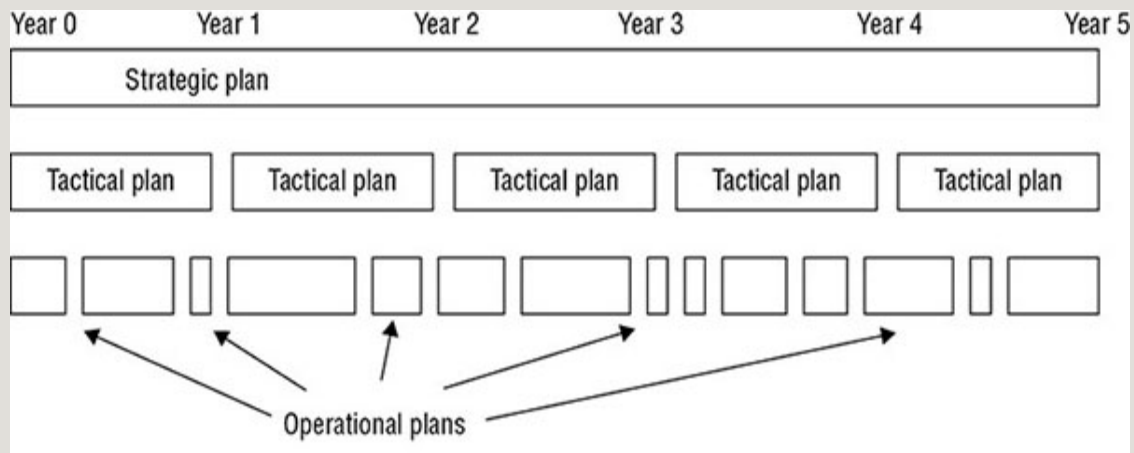 Year 0 Year 1 Year 2 Year 3 Year 4 Year 5
Strategic plan
Tactical plan Tactical plan Tactical plan Tactical plan Tactical plan
Operational plans